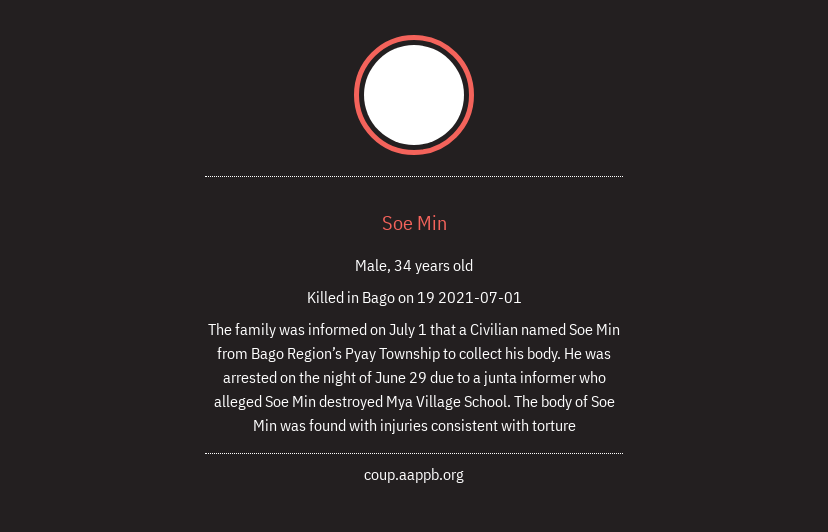 Soe Min
Male, 34 years old
Killed in Bago on 19 2021-07-01
The family was informed on July 1 that a Civilian named Soe Min
from Bago Region’s Pyay Township to collect his body. He was
arrested on the night of June 29 due to a junta informer who
alleged Soe Min destroyed Mya Village School. The body of Soe
Min was found with injuries consistent with torture
coup.aappb.org